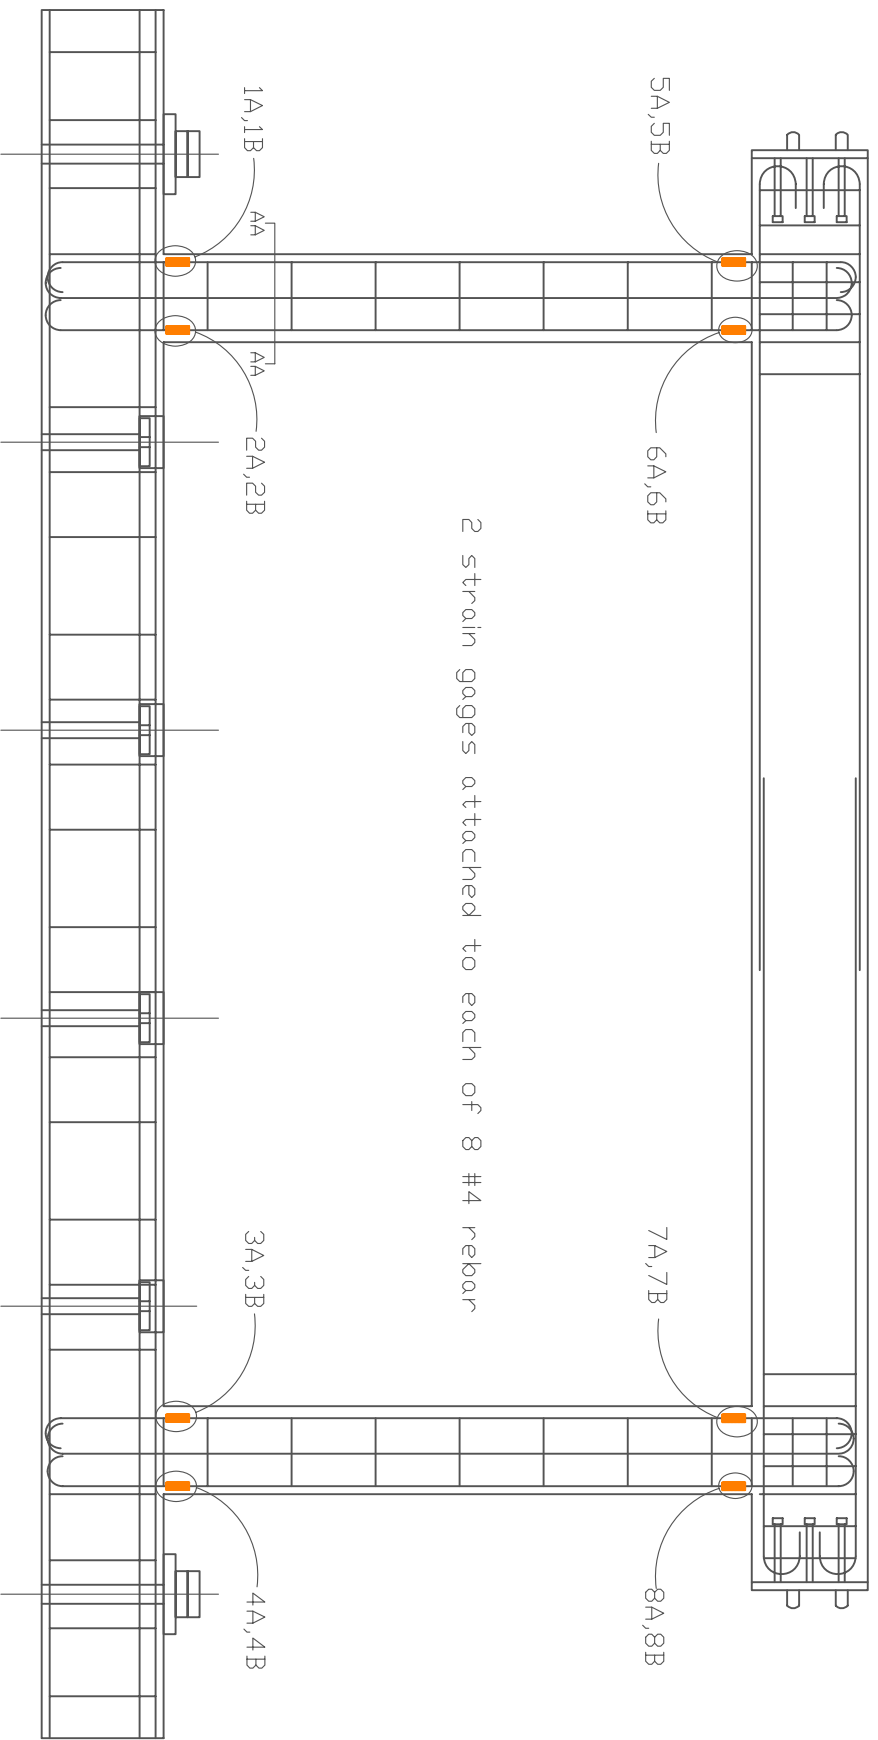 5A,5B
6A,6B
7A,7B
8A,8B
2 strain gages attached to each of 8 #4 rebar
AA
AA
1A,1B
2A,2B
3A,3B
4A,4B